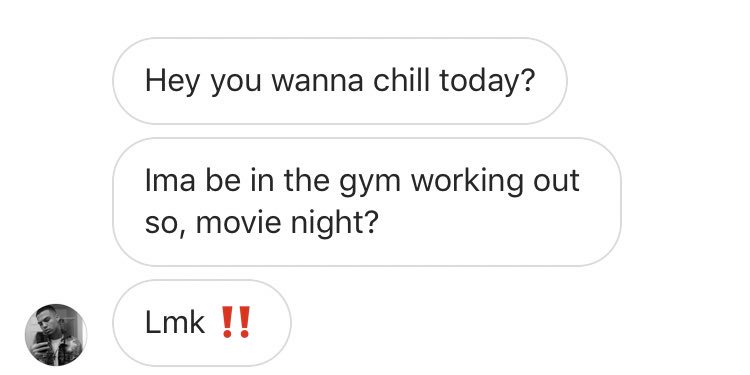 Hey you wanna chill today?
Ima be in the gym working out
so, movie night?
Lmk ‼️